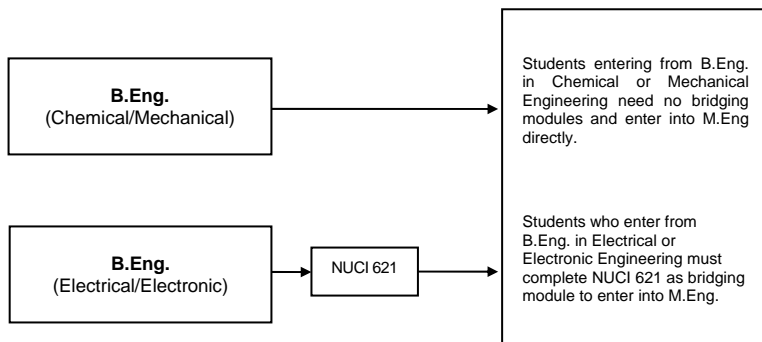 B.Eng.
(Chemical/Mechanical)
Students entering from B.Eng.
in Chemical or Mechanical
Engineering need no bridging
modules and enter into M.Eng
directly.
B.Eng.
(Electrical/Electronic)
NUCI 621
Students who enter from
B.Eng. in Electrical or
Electronic Engineering must
complete NUCI 621 as bridging
module to enter into M.Eng.